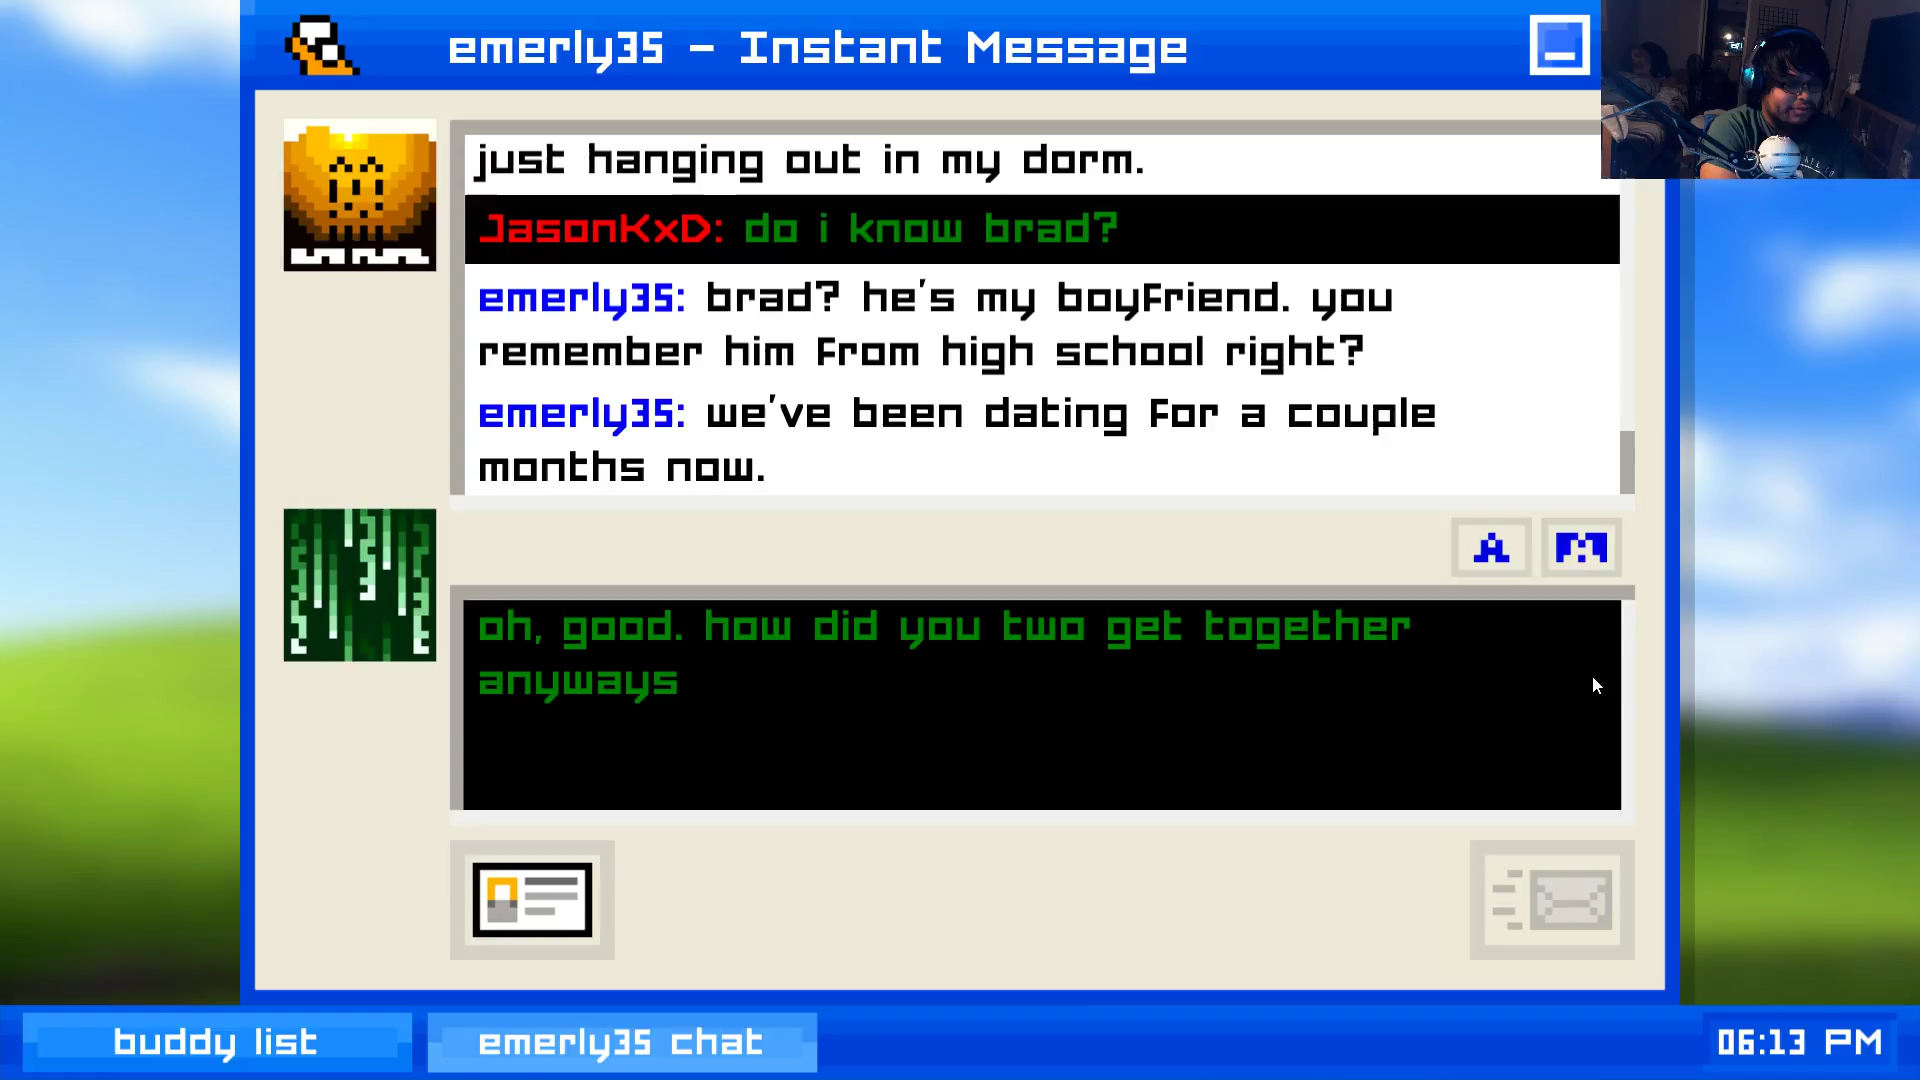 emerly35 - Instant Message
just hanging out in my dorm.
JasonKxD: do i know brad?
emerly35: brad? he's my boyfriend. you
remember him from high school right?
emerly35: we've been dating for a couple
months now.
A
oh, good. how did you two get together
anyways
buddy list
emerly35 chat
06:13 PM